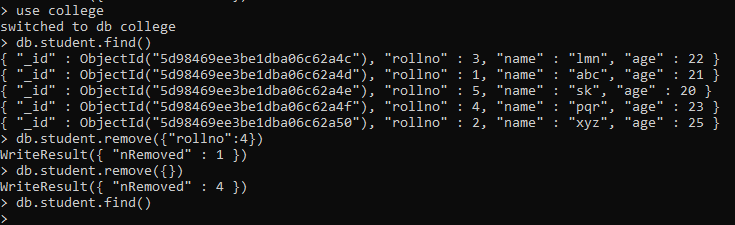 > use college
switched to db college
> db.student.find()
{ "_id" : ObjectId("5d98469ee3be1dba06c62a4c"), "rollno" : 3, "name" : "lmn", "age" : 22 }
{ "_id" : ObjectId("5d98469ee3be1dba06c62a4d"), "rollno" : 1, "name" : "abc", "age" : 21 }
{ "_id" : ObjectId("5d98469ee3be1dba06c62a4e"), "rollno" : 5, "name" : "sk", "age" : 20 }
{ "_id" : ObjectId("5d98469ee3be1dba06c62a4f"), "rollno" : 4, "name" : "pqr", "age" : 23 }
{ "_id" : ObjectId("5d98469ee3be1dba06c62a50"), "rollno" : 2, "name" : "xyz", "age" : 25 }
> db.student.remove({"rollno":4})
WriteResult({ "nRemoved" : 1 })
> db.student.remove({})
WriteResult({ "nRemoved" : 4 })
> db.student.find()
>